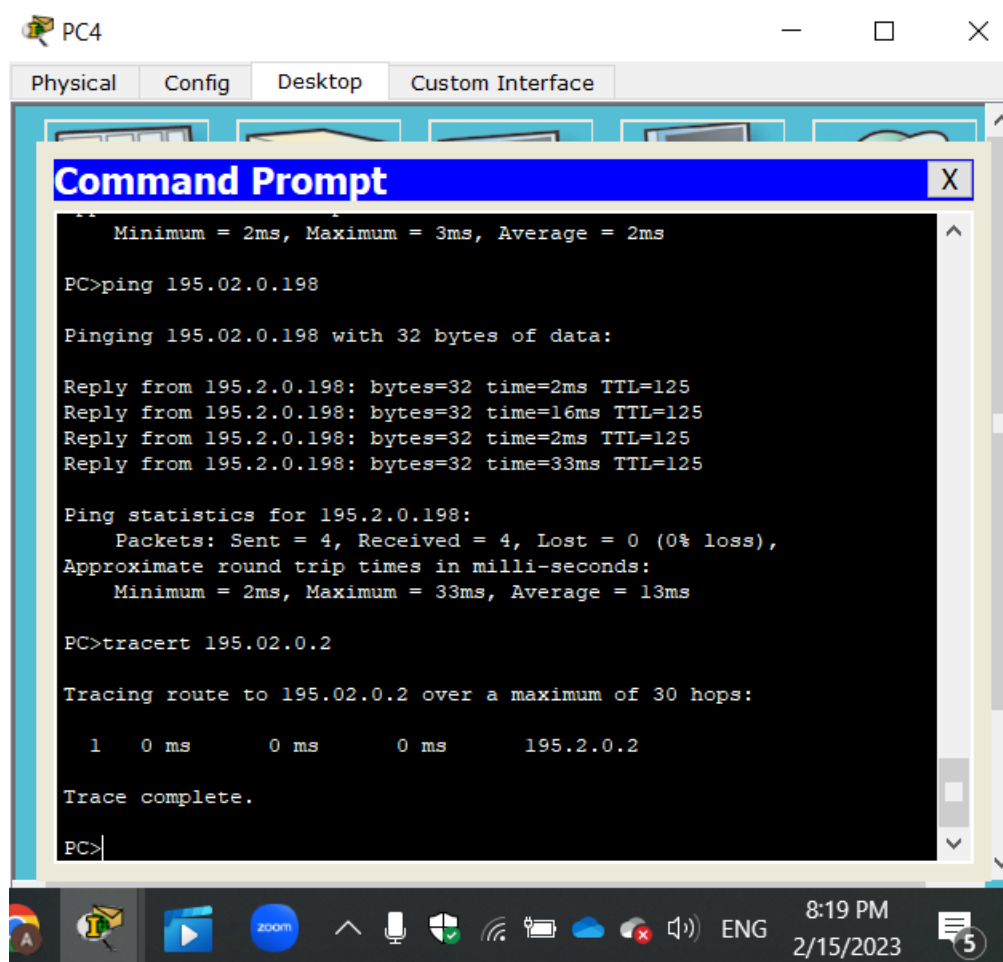 PC4
Physical Config Desktop Custom Interface
Command Prompt X
Minimum = 2ms, Maximum = 3ms, Average = 2ms
PC>ping 195.02.0.198
Pinging 195.02.0.198 with 32 bytes of data:
Reply from 195.2.0.198: bytes=32 time=2ms TTL=125
Reply from 195.2.0.198: bytes=32 time=16ms TTL=125
Reply from 195.2.0.198: bytes=32 time=2ms TTL=125
Reply from 195.2.0.198: bytes=32 time=33ms TTL=125
Ping statistics for 195.2.0.198:
Packets: Sent = 4, Received = 4, Lost = 0 (0% loss),
Approximate round trip times in milli-seconds:
Minimum = 2ms, Maximum = 33ms, Average = 13ms
PC>tracert 195.02.0.2
Tracing route to 195.02.0.2 over a maximum of 30 hops:
1 0 ms 0 ms 0 ms 195.2.0.2
Trace complete.
PC>
A zoom ENG 8:19 PM
2/15/2023 5